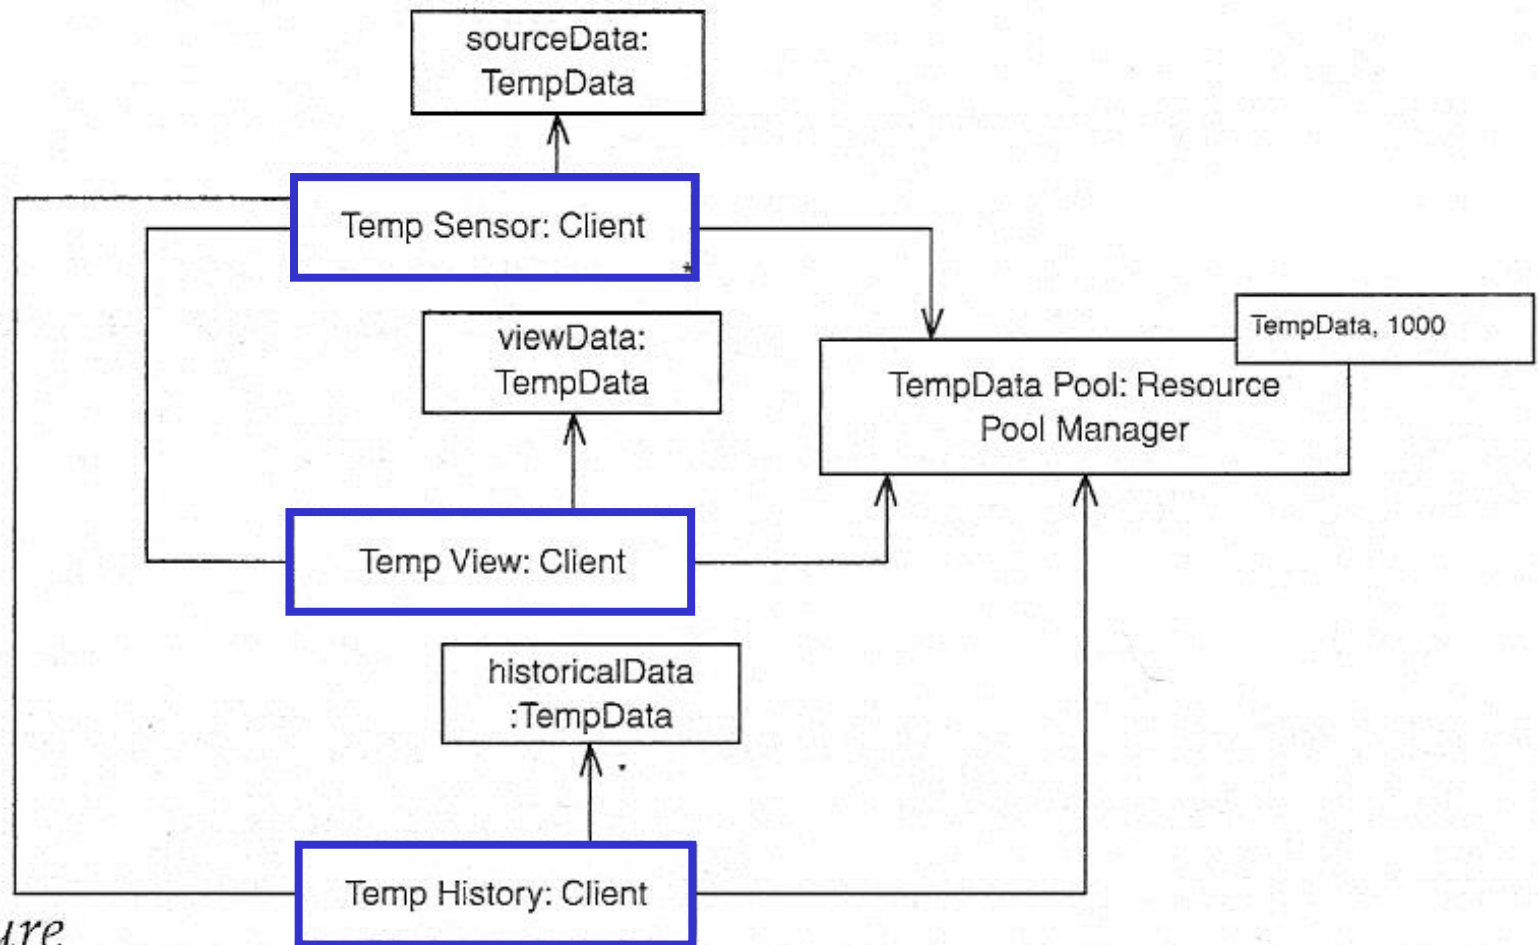 sourceData:
TempData
Temp Sensor: Client
*
viewData:
TempData
TempData, 1000
TempData Pool: Resource
Pool Manager
Temp View: Client
historicalData
:TempData
Temp History: Client
ure